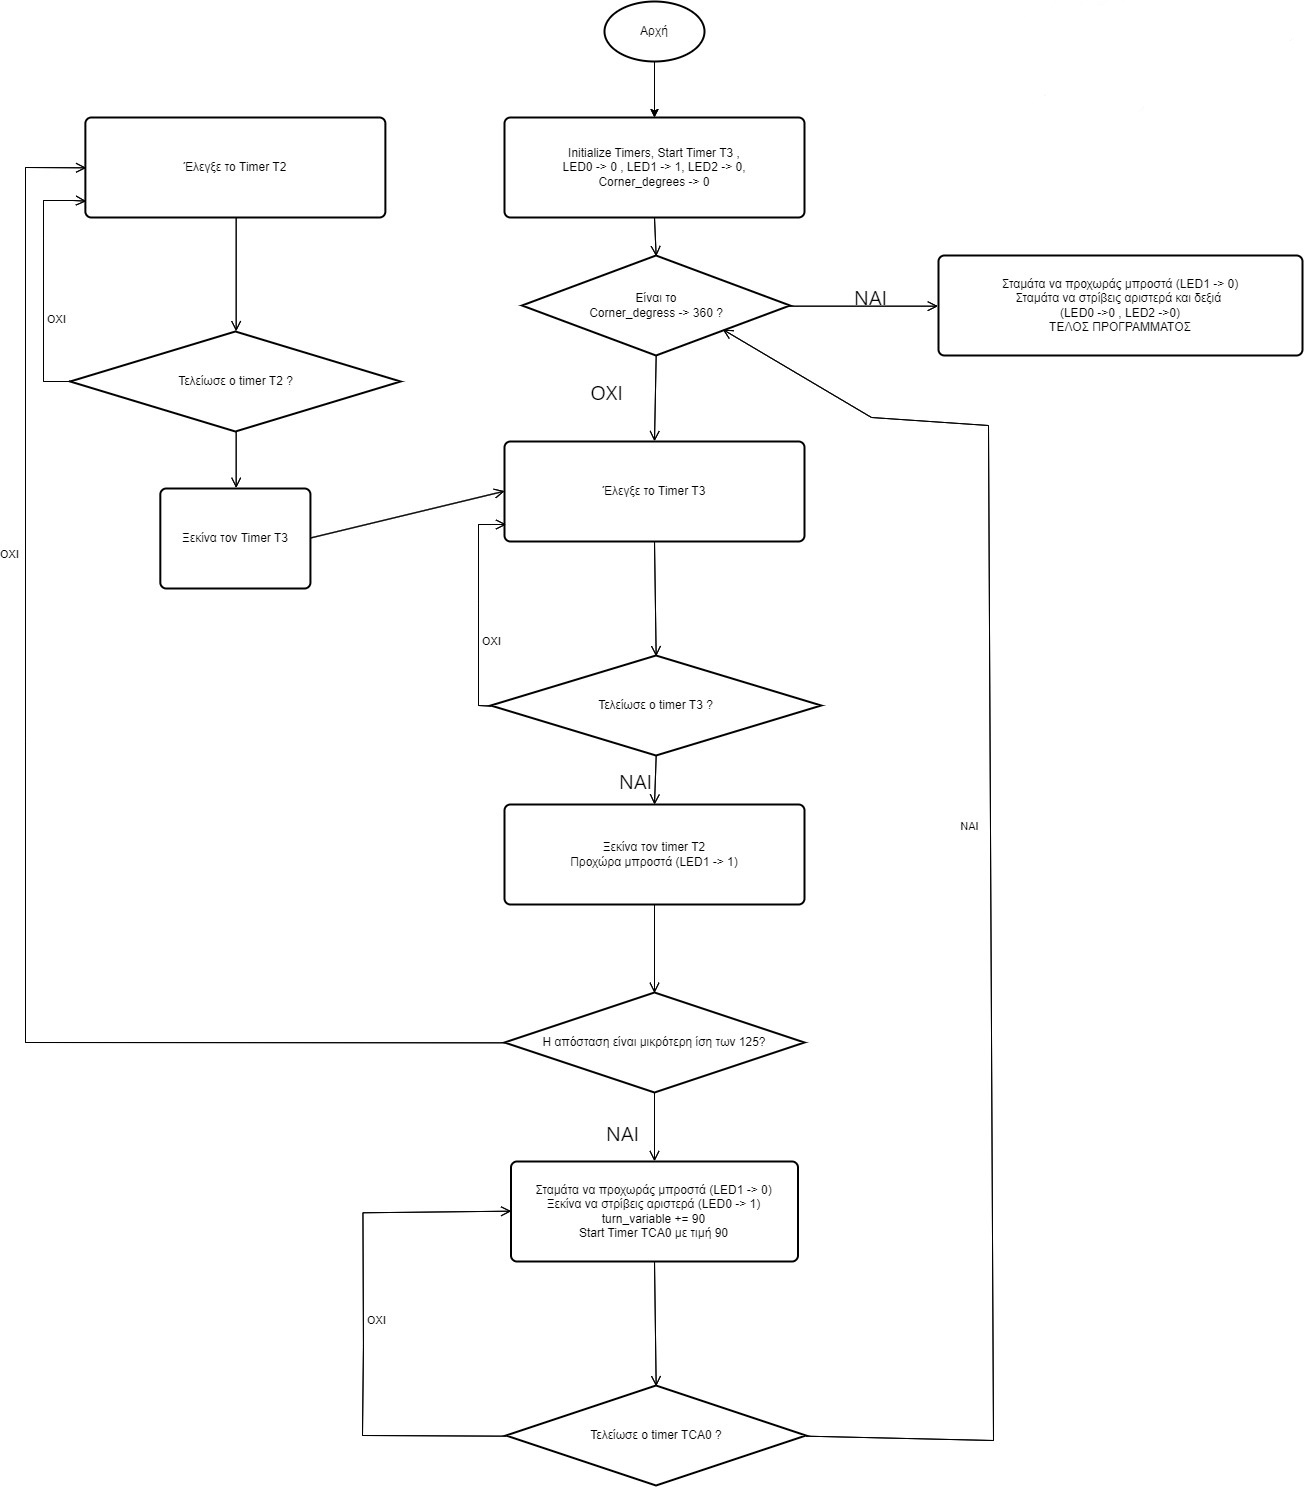 Αρχή
Initialize Timers, Start Timer T3 ,
LED0 -> 0 , LED1 -> 1, LED2 -> 0,
Corner_degrees -> 0
Είναι το
Corner_degress -> 360 ?
ΝΑΙ
Σταμάτα να προχωράς μπροστά (LED1 -> 0)
Σταμάτα να στρίβεις αριστερά και δεξιά
(LED0 ->0 , LED2 ->0)
ΤΕΛΟΣ ΠΡΟΓΡΑΜΜΑΤΟΣ
ΟΧΙ
Έλεγξε το Timer T2
ΟΧΙ
Τελείωσε ο timer T2 ?
Ξεκίνα τον Timer T3
ΟΧΙ
Έλεγξε το Timer T3
ΟΧΙ
Τελείωσε ο timer T3 ?
ΝΑΙ
Ξεκίνα τον timer T2
Προχώρα μπροστά (LED1 -> 1)
ΝΑΙ
Η απόσταση είναι μικρότερη ίση των 125?
ΝΑΙ
Σταμάτα να προχωράς μπροστά (LED1 -> 0)
Ξεκίνα να στρίβεις αριστερά (LED0 -> 1)
turn_variable += 90
Start Timer TCA0 με τιμή 90
ΟΧΙ
Τελείωσε ο timer TCA0 ?